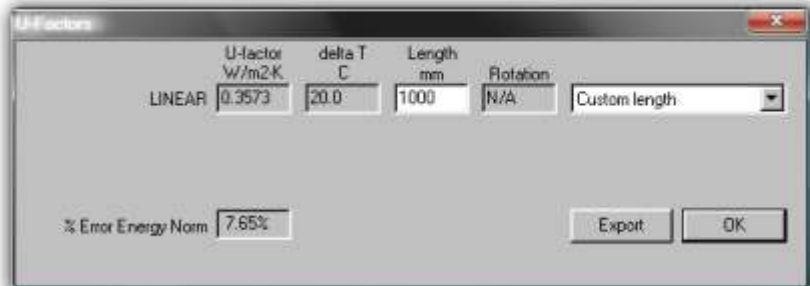 U-Factors
U-factor delta T Length
W/m2-K C mm Rotation
LINEAR 0.3573 20.0 1000 N/A Custom length
% Error Energy Norm 7.65% Export OK